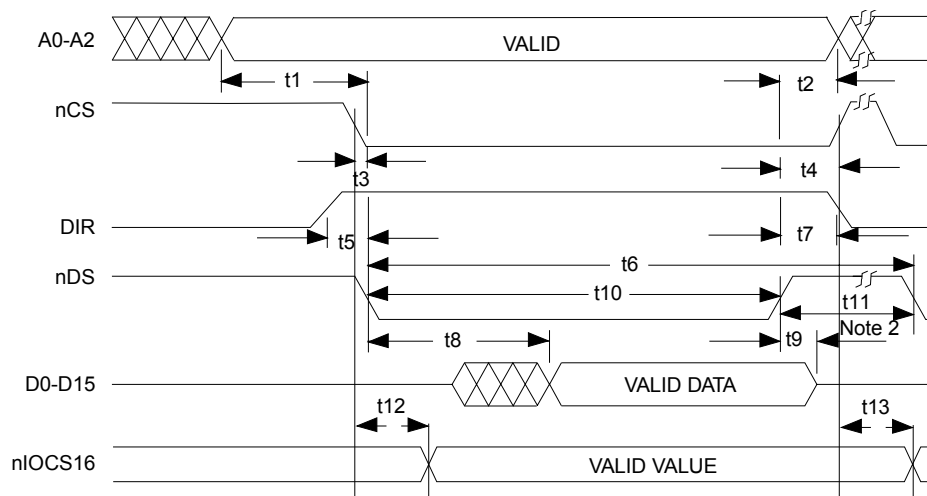 A0-A2
VALID
t1
t2
nCS
t3
t4
DIR
t5
t7
nDS
t6
t10
t11
Note 2
t8
t9
D0-D15
VALID DATA
t12
t13
nIOCS16
VALID VALUE